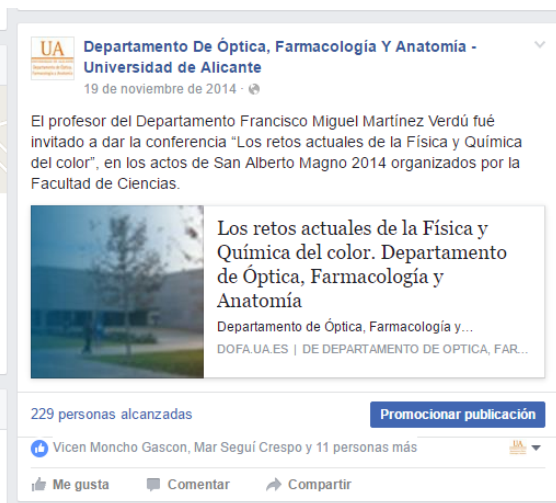 UA
Departamento De Óptica, Farmacología Y Anatomía -
Universidad de Alicante
19 de noviembre de 2014 ·
El profesor del Departamento Francisco Miguel Martínez Verdú fué
invitado a dar la conferencia “Los retos actuales de la Física y Química
del color”, en los actos de San Alberto Magno 2014 organizados por la
Facultad de Ciencias.
Los retos actuales de la Física y
Química del color. Departamento
de Óptica, Farmacología y
Anatomía
Departamento de Óptica, Farmacología y...
DOFA.UA.ES | DE DEPARTAMENTO DE OPTICA, FAR...
229 personas alcanzadas
Promocionar publicación
Vicen Moncho Gascon, Mar Seguí Crespo y 11 personas más
Me gusta Comentar Compartir